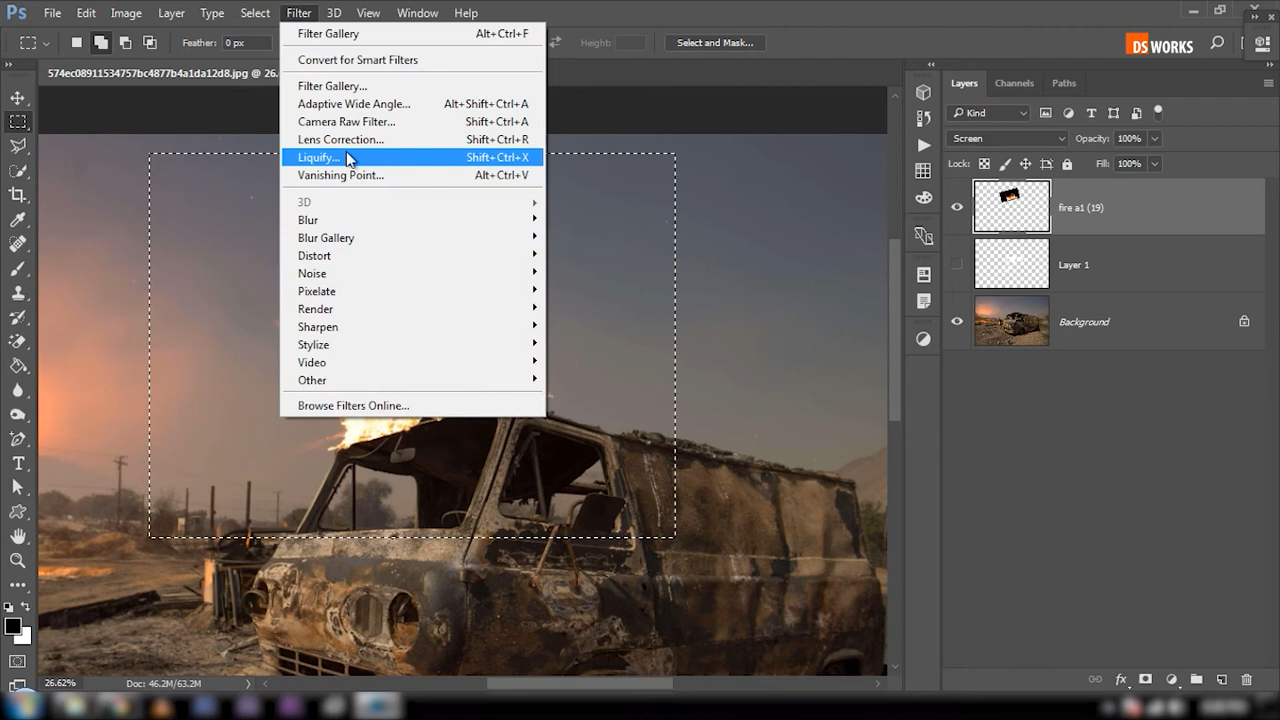 Ps File Edit Image Layer Type Select Filter 3D View Window Help
Feather: 0 px Height: Select and Mask... DS WORKS
574ec08911534757bc4877b4a1da12d8.jpg @ 26.
Filter Gallery Alt+Ctrl+F
Convert for Smart Filters
Filter Gallery...
Adaptive Wide Angle... Alt+Shift+Ctrl+A
Camera Raw Filter... Shift+Ctrl+A
Lens Correction... Shift+Ctrl+R
Liquify... Shift+Ctrl+X
Vanishing Point... Alt+Ctrl+V
3D
Blur
Blur Gallery
Distort
Noise
Pixelate
Render
Sharpen
Stylize
Video
Other
Browse Filters Online...
Layers Channels Paths
Kind
Screen Opacity: 100%
Lock: Fill: 100%
fire a1 (19)
Layer 1
Background
26.62% Doc: 46.2M/63.2M